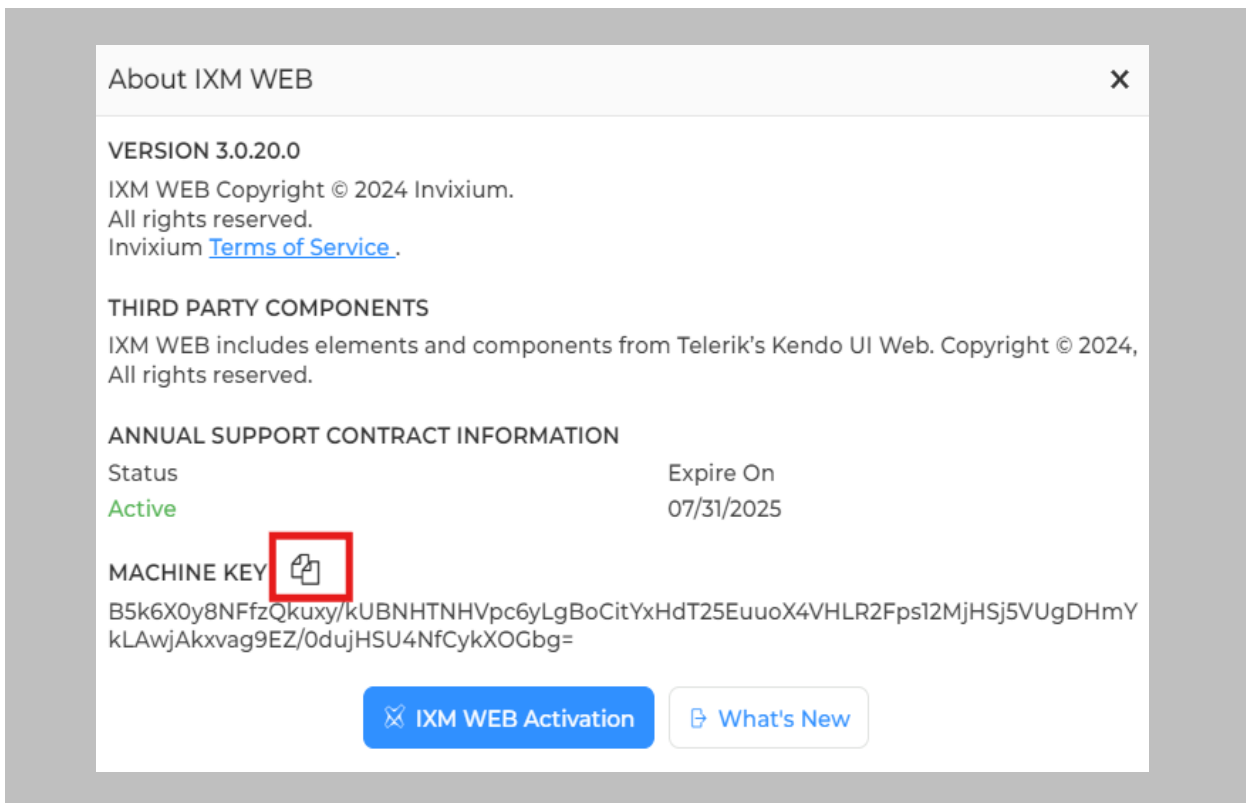 About IXM WEB
VERSION 3.0.20.0
IXM WEB Copyright © 2024 Invixium.
All rights reserved.
Invixium Terms of Service .
THIRD PARTY COMPONENTS
IXM WEB includes elements and components from Telerik’s Kendo UI Web. Copyright © 2024,
All rights reserved.
ANNUAL SUPPORT CONTRACT INFORMATION
Status Expire On
Active 07/31/2025
MACHINE KEY
B5k6X0y8NFfzQkuxy/kUBNHTNHVpc6yLgBoCitYxHdT25EuuoX4VHLR2Fps12MjHSj5VUgDHmY
kLAwjAkxvag9EZ/0dujHSU4NfCykXOGbg=
IXM WEB Activation What's New